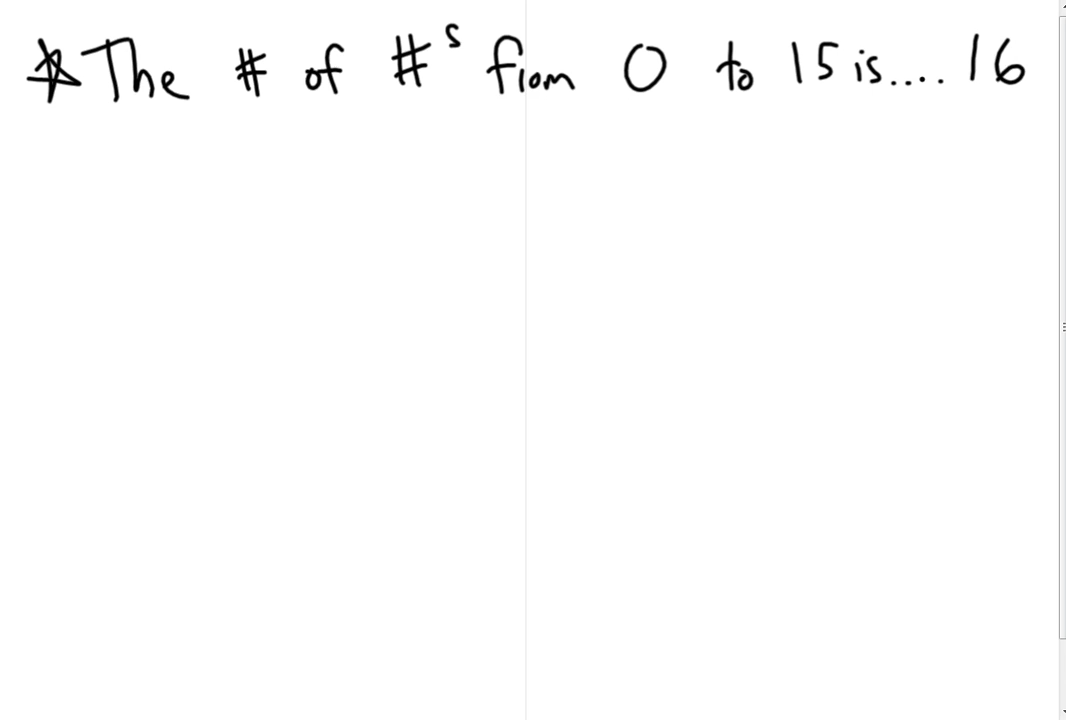 ☆ The # of #s from 0 to 15 is.... 16